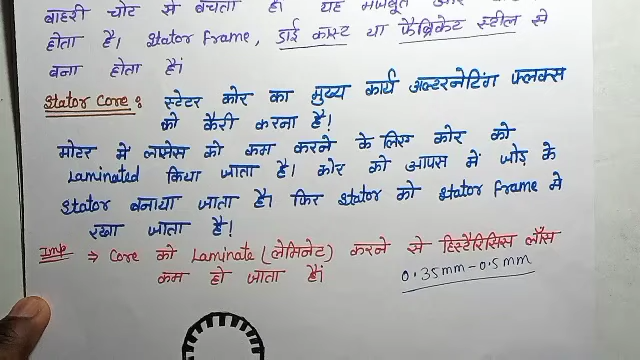 बाहरी चोट से बचता है। यह मजबूत
होता है। Stator Frame, डाई कास्ट या फैब्रिकेट स्टील से
बना होता है।
Stator Core: स्टेटर कोर का मुख्य कार्य अल्टरनेटिंग फ्लक्स
को कैरी करना है!
मोटर में लासेस को कम करने के लिए कोर को
Laminated किया जाता है। कोर को आपस में जोड़ के
Stator बनाया जाता है। फिर Stator को Stator Frame मे
रखा जाता है!
Imp ⇒ Core को Laminate (लेमिनेट) करने से हिस्टैरिसिस लौस
कम हो जाता है।
0.35mm-0.5mm